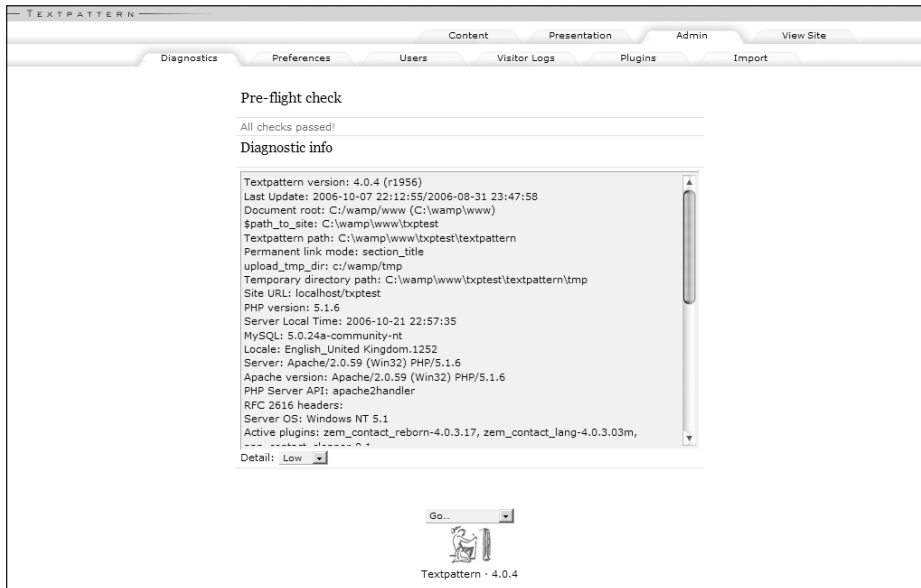 TEXTPATTERN
Content Presentation Admin View Site
Diagnostics Preferences Users Visitor Logs Plugins Import
Pre-flight check
All checks passed!
Diagnostic info
Textpattern version: 4.0.4 (r1956)
Last Update: 2006-10-07 22:12:55/2006-08-31 23:47:58
Document root: C:/wamp/www (C:\wamp\www)
$path_to_site: C:\wamp\www\txptest
Textpattern path: C:\wamp\www\txptest\textpattern
Permanent link mode: section_title
upload_tmp_dir: c:/wamp/tmp
Temporary directory path: C:\wamp\www\txptest\textpattern\tmp
Site URL: localhost/txptest
PHP version: 5.1.6
Server Local Time: 2006-10-21 22:57:35
MySQL: 5.0.24a-community-nt
Locale: English_United Kingdom.1252
Server: Apache/2.0.59 (Win32) PHP/5.1.6
Apache version: Apache/2.0.59 (Win32) PHP/5.1.6
PHP Server API: apache2handler
RFC 2616 headers:
Server OS: Windows NT 5.1
Active plugins: zem_contact_reborn-4.0.3.17, zem_contact_lang-4.0.3.03m,
Detail: Low
Go...
Textpattern · 4.0.4